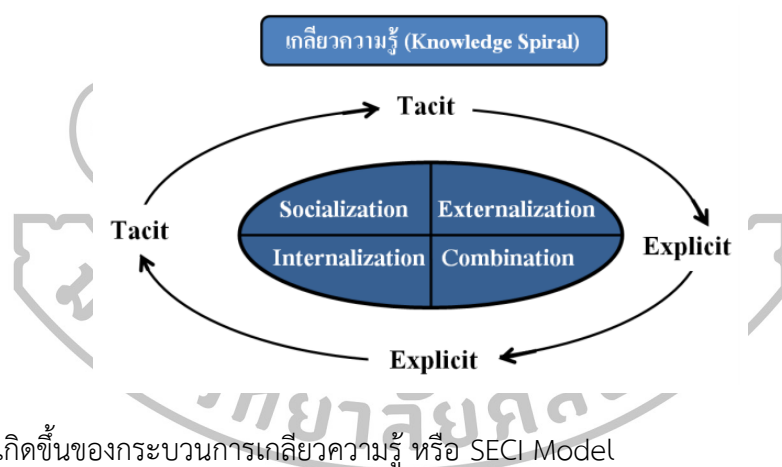 เกลียวความรู้ (Knowledge Spiral)
Tacit
Socialization Externalization
Tacit
Explicit
Internalization Combination
Explicit
เกิดขึ้นของกระบวนการเกลียวความรู้ หรือ SECI Model